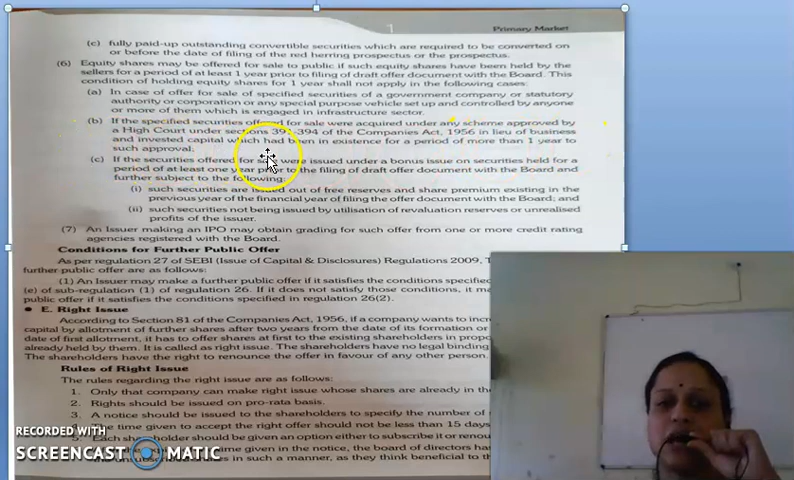 Primary Market
(c) fully paid-up outstanding convertible securities which are required to be converted on
or before the date of filing of the red herring prospectus or the prospectus.
(6) Equity shares may be offered for sale to public if such equity shares have been held by the
sellers for a period of at least 1 year prior to filing of draft offer document with the Board. This
condition of holding equity shares for 1 year shall not apply in the following cases:
(a) In case of offer for sale of specified securities of a government company or statutory
authority or corporation or any special purpose vehicle set up and controlled by anyone
or more of them which is engaged in infrastructure sector.
(b) If the specified securities offered for sale were acquired under any scheme approved by
a High Court under sections 391-394 of the Companies Act, 1956 in lieu of business
and invested capital which had been in existence for a period of more than 1 year to
such approval.
(c) If the securities offered for sale were issued under a bonus issue on securities held for a
period of at least one year prior to the filing of draft offer document with the Board and
further subject to the following:
(i) such securities are issued out of free reserves and share premium existing in the
previous year of the financial year of filing the offer document with the Board; and
(ii) such securities not being issued by utilisation of revaluation reserves or unrealised
profits of the issuer.
(7) An Issuer making an IPO may obtain grading for such offer from one or more credit rating
agencies registered with the Board.
Conditions for Further Public Offer
As per regulation 27 of SEBI (Issue of Capital & Disclosures) Regulations 2009, T
further public offer are as follows:
(1) An Issuer may make a further public offer if it satisfies the conditions specified
(e) of sub-regulation (1) of regulation 26. If it does not satisfy those conditions, it ma
public offer if it satisfies the conditions specified in regulation 26(2).
• E. Right Issue
According to Section 81 of the Companies Act, 1956, if a company wants to incr
capital by allotment of further shares after two years from the date of its formation or
date of first allotment, it has to offer shares at first to the existing shareholders in propo
already held by them. It is called as right issue. The shareholders have no legal binding
The shareholders have the right to renounce the offer in favour of any other person.
Rules of Right Issue
The rules regarding the right issue are as follows:
1. Only that company can make right issue whose shares are already in the
2. Rights should be issued on pro-rata basis.
3. A notice should be issued to the shareholders to specify the number of
time given to accept the right offer should not be less than 15 days
5. Each shareholder should be given an option either to subscribe it or renou
time given in the notice, the board of directors has
in such a manner, as they think beneficial to th
RECORDED WITH
SCREENCAST MATIC